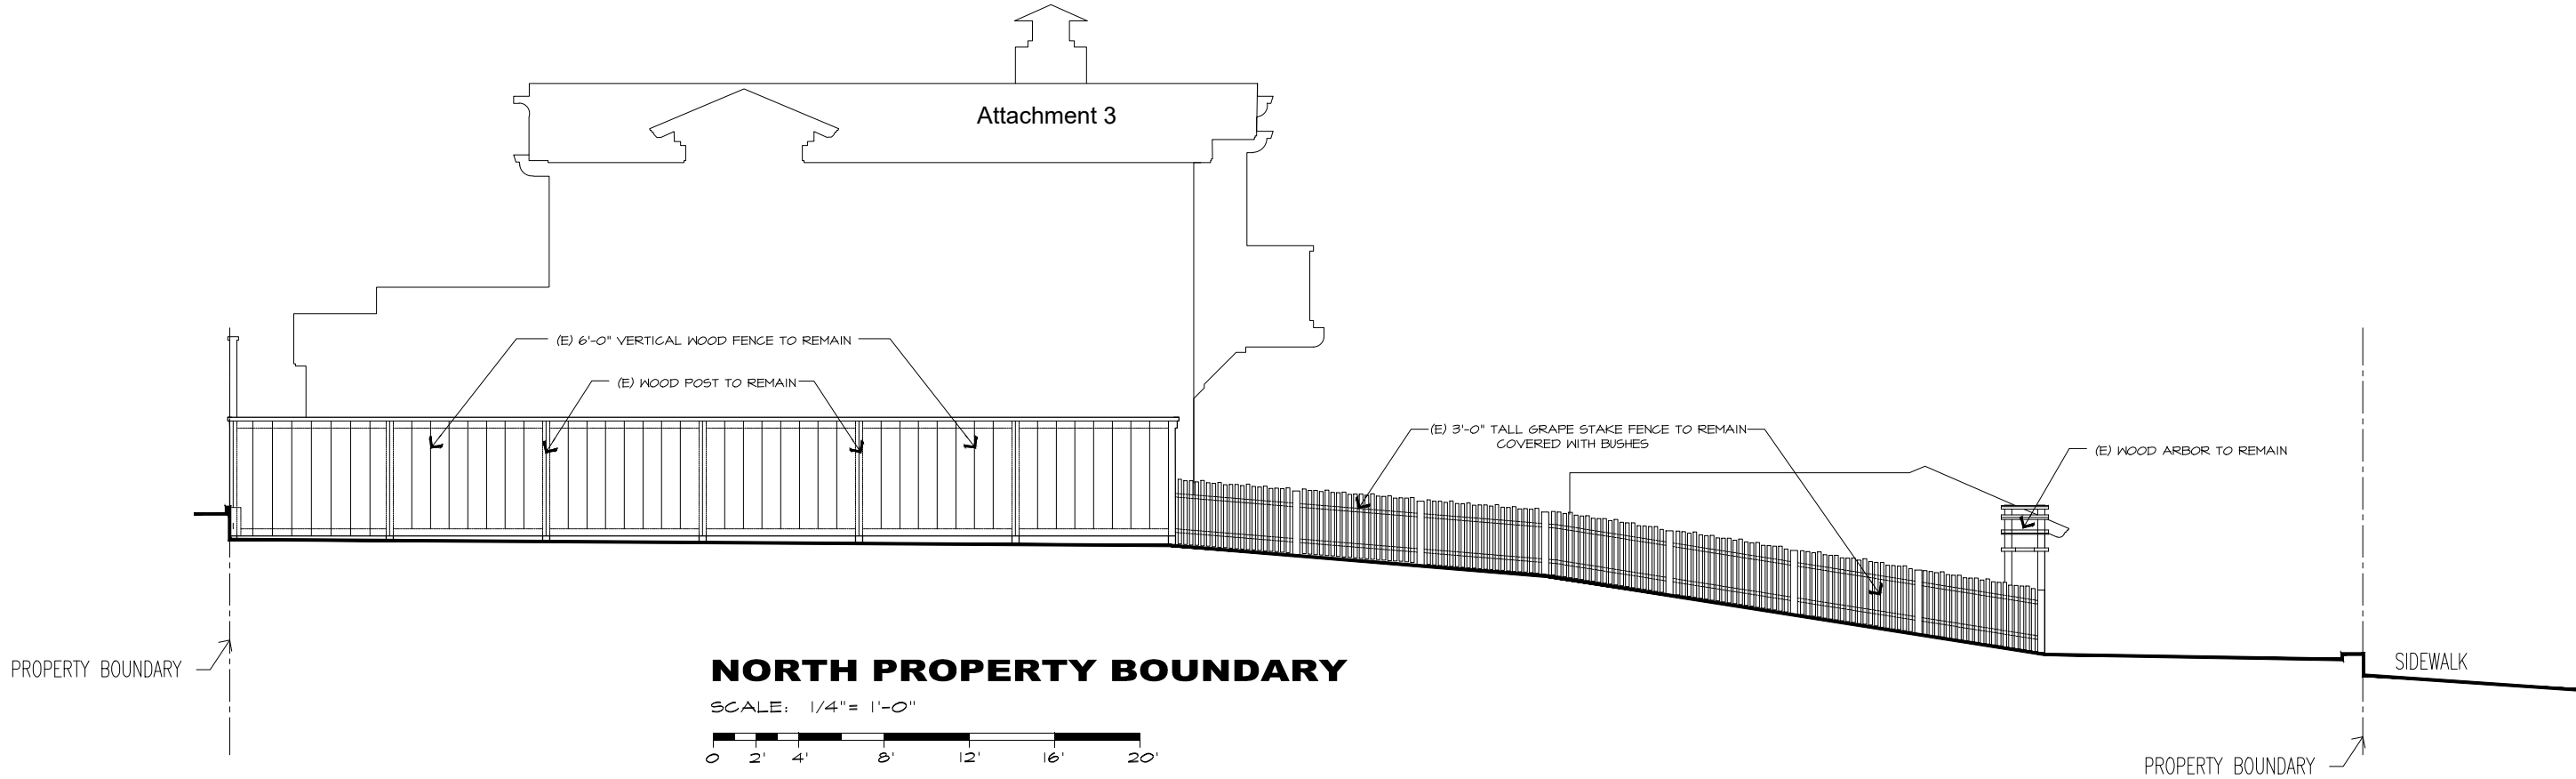 Attachment 3
(E) 6'-0" VERTICAL WOOD FENCE TO REMAIN
(E) WOOD POST TO REMAIN
(E) 3'-0" TALL GRAPE STAKE FENCE TO REMAIN
COVERED WITH BUSHES
(E) WOOD ARBOR TO REMAIN
PROPERTY BOUNDARY
SIDEWALK
NORTH PROPERTY BOUNDARY
SCALE: 1/4"= 1'-0"
0 2' 4' 8' 12' 16' 20'
PROPERTY BOUNDARY